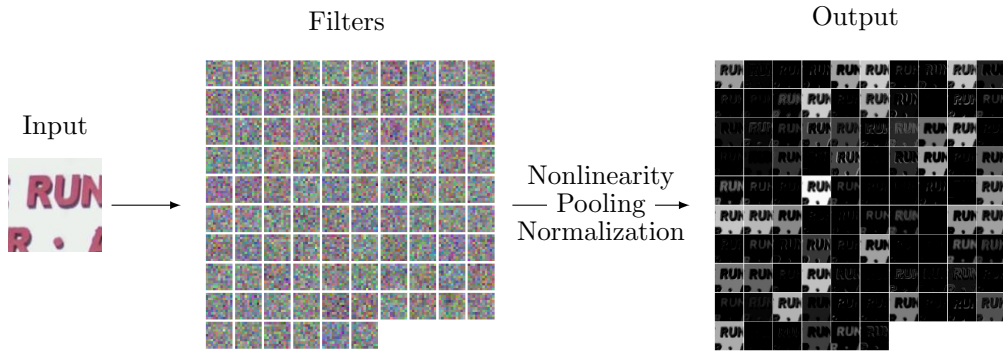 Filters
Output
Input
RUN
R · A
Nonlinearity
Pooling
Normalization